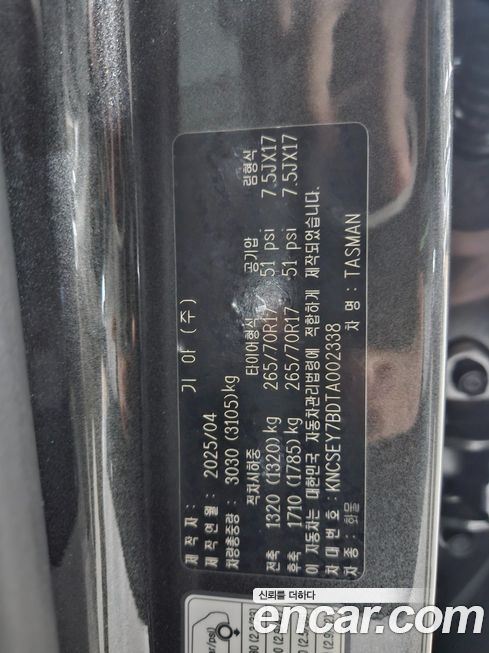 제 작 자 : 기 아 (주)
제 작 연 월 : 2025/04
차량총중량 : 3030 (3105)kg
적차시하중 타이어형식 공기압 림형식
전축 : 1320 (1320)kg 265/70R17 51 psi 7.5JX17
후축 : 1710 (1785)kg 265/70R17 51 psi 7.5JX17
이 자동차는 대한민국 자동차관리법령에 적합하게 제작되었습니다.
차 대 번 호 : KNCSEY7BDTA002338
차 종 : 화물 차 명 : TASMAN
신뢰를 더하다
encar.com